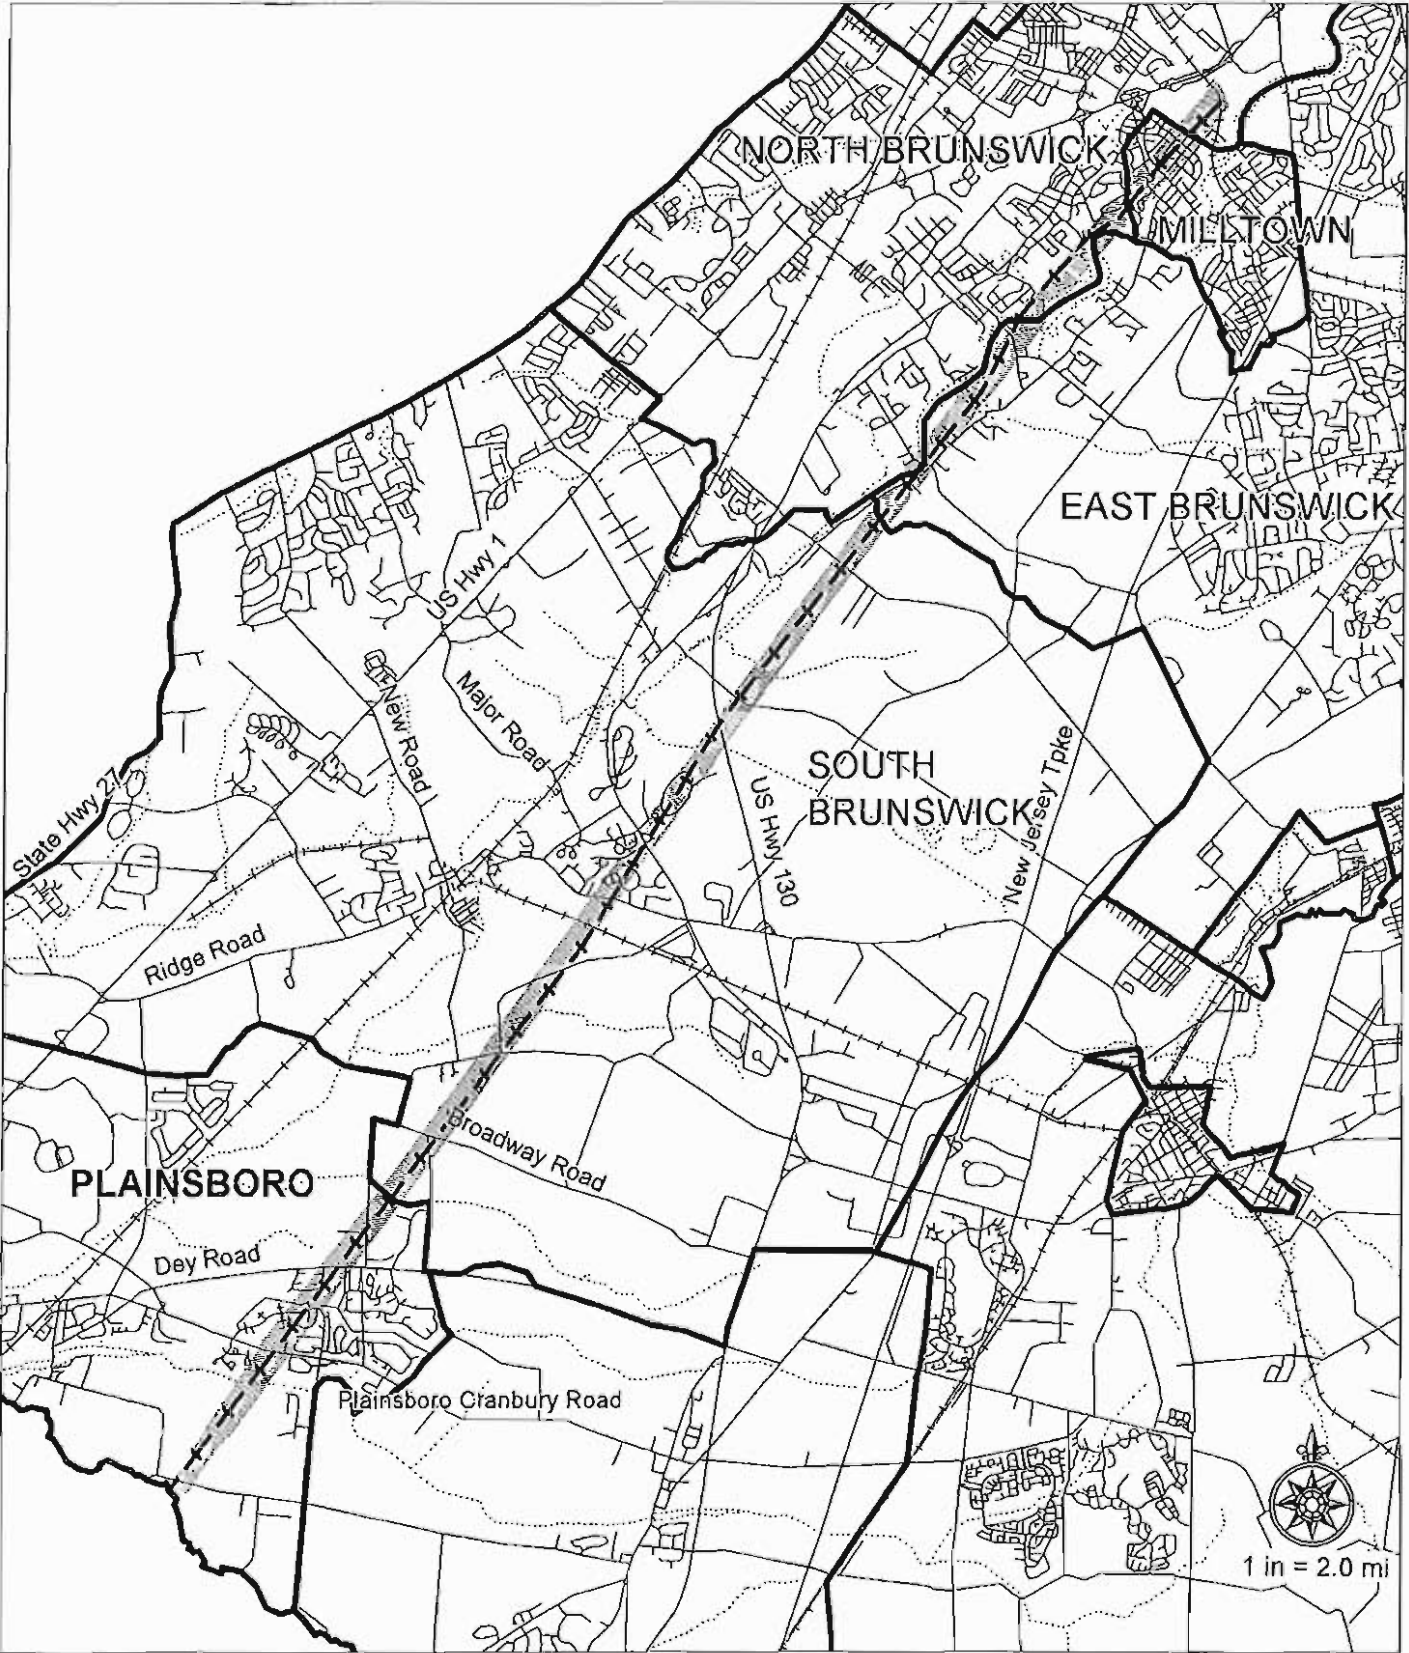 NORTH BRUNSWICK
MILLTOWN
EAST BRUNSWICK
US Hwy 1
Major Road
New Road
SOUTH
BRUNSWICK
New Jersey Tpke
US Hwy 130
State Hwy 27
Ridge Road
Broadway Road
PLAINSBORO
Dey Road
Plainsboro Cranbury Road
1 in = 2.0 mi